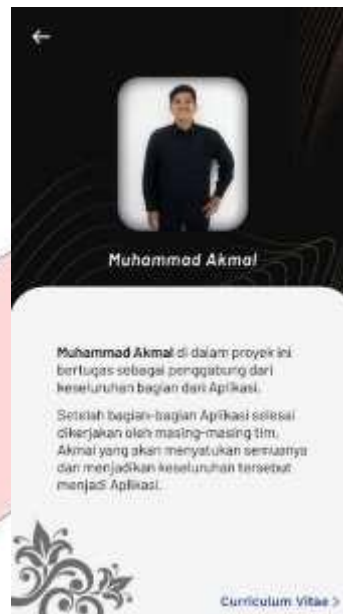 Muhammad Akmal
Muhammad Akmal di dalam proyek ini
bertugas sebagai penggabung dari
keseluruhan bagian dari Aplikasi.
Setelah bagian-bagian Aplikasi selesai
dikerjakan oleh masing-masing tim,
Akmal yang akan menyatukan semuanya
dan menjadikan keseluruhan tersebut
menjadi Aplikasi.
Curriculum Vitae >